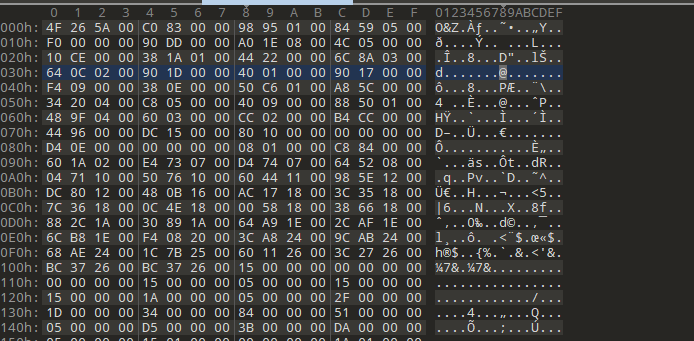 0 1 2 3 4 5 6 7 8 9 A B C D E F 0123456789ABCDEF
000h: 4F 26 5A 00 C0 83 00 00 98 95 01 00 84 59 05 00 O&Z.Àƒ..˜•..„Y..
010h: F0 00 00 00 90 DD 00 00 A0 1E 08 00 4C 05 00 00 ð....Ý.. ...L...
020h: 10 CE 00 00 38 1A 01 00 44 22 00 00 6C 8A 03 00 .Î..8...D"..lŠ..
030h: 64 0C 02 00 90 1D 00 00 40 01 00 00 90 17 00 00 d.......@.......
040h: F4 09 00 00 38 0E 00 00 50 C6 01 00 A8 5C 00 00 ô...8...PÆ..¨\..
050h: 34 20 04 00 C8 05 00 00 40 09 00 00 88 50 01 00 4 ..È...@...ˆP..
060h: 48 9F 04 00 60 03 00 00 CC 02 00 00 B4 CC 00 00 HŸ..`...Ì...´Ì..
070h: 44 96 00 00 DC 15 00 00 80 10 00 00 00 00 00 00 D–..Ü...€.......
080h: D4 0E 00 00 00 00 00 00 08 01 00 00 C8 84 00 00 Ô...........È„..
090h: 60 1A 02 00 E4 73 07 00 D4 74 07 00 64 52 08 00 `...äs..Ôt..dR..
0A0h: 04 71 10 00 50 76 10 00 60 44 11 00 98 5E 12 00 .q..Pv..`D..˜^..
0B0h: DC 80 12 00 48 0B 16 00 AC 17 18 00 3C 35 18 00 Ü€..H...¬...<5..
0C0h: 7C 36 18 00 0C 4E 18 00 00 58 18 00 38 66 18 00 |6...N...X..8f..
0D0h: 88 2C 1A 00 30 89 1A 00 64 A9 1E 00 2C AF 1E 00 ˆ,..0‰..d©..,¯..
0E0h: 6C B8 1E 00 F4 08 20 00 3C A8 24 00 9C AB 24 00 l¸..ô. .<¨$.œ«$.
0F0h: 68 AE 24 00 1C 7B 25 00 60 11 26 00 3C 27 26 00 h®$..{%.`.&.<'&.
100h: BC 37 26 00 BC 37 26 00 15 00 00 00 00 00 00 00 ¼7&.¼7&.........
110h: 00 00 00 00 15 00 00 00 05 00 00 00 15 00 00 00 ................
120h: 15 00 00 00 1A 00 00 00 05 00 00 00 2F 00 00 00 ............/...
130h: 1D 00 00 00 34 00 00 00 84 00 00 00 51 00 00 00 ....4...„...Q...
140h: 05 00 00 00 D5 00 00 00 3B 00 00 00 DA 00 00 00 ....Õ...;...Ú...